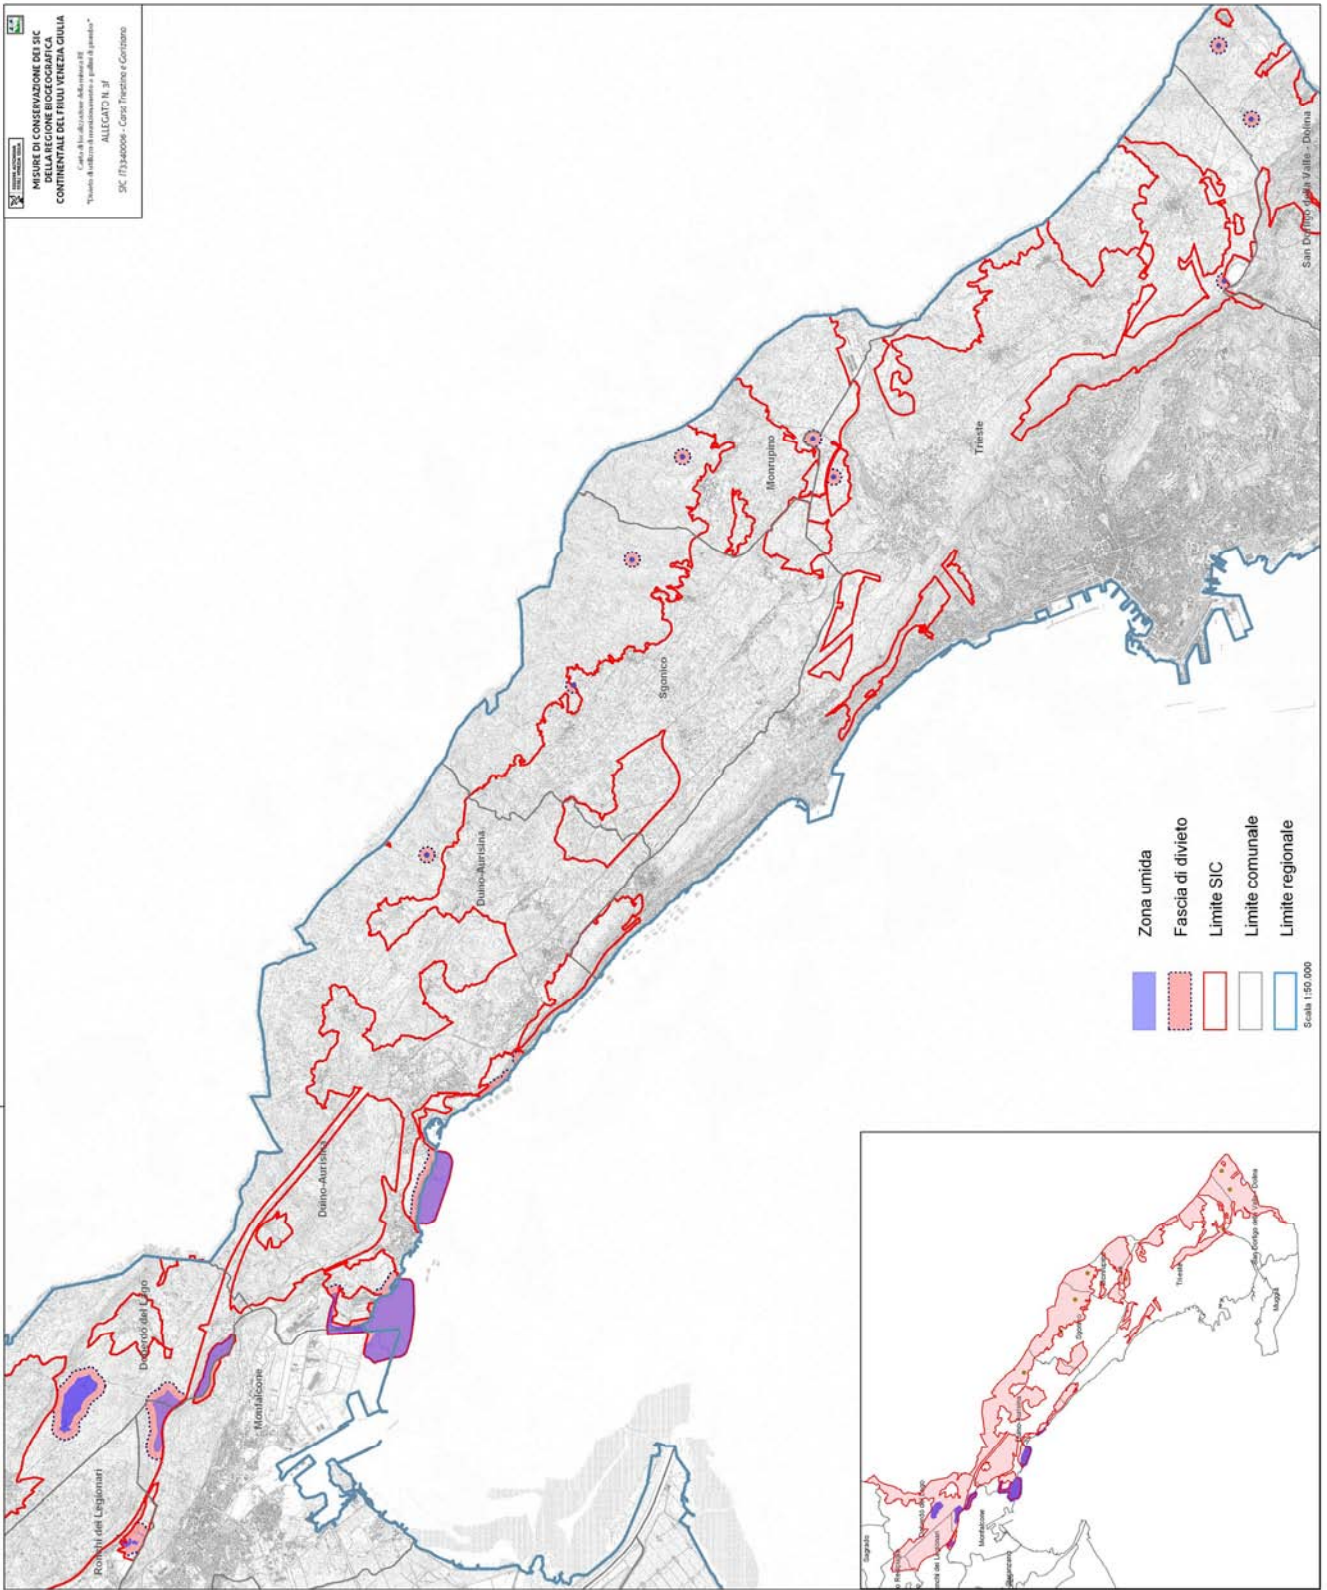 MISURE DI CONSERVAZIONE DEI SIC
DELLA REGIONE BIOGEOGRAFICA
CONTINENTALE DEL FRIULI VENEZIA GIULIA
ALLEGATO N. 3f
SIC IT3340006 - Carso Triestino e Goriziano
Ronchi dei Legionari
Doberdò del Lago
Monfalcone
Duino-Aurisina
Duino-Aurisina
Sgonico
Monrupino
Trieste
San Dorligo della Valle - Dolina
Zona umida
Fascia di divieto
Limite SIC
Limite comunale
Limite regionale
Scala 1:50.000
Sagrado
Monfalcone
Trieste
Muggia